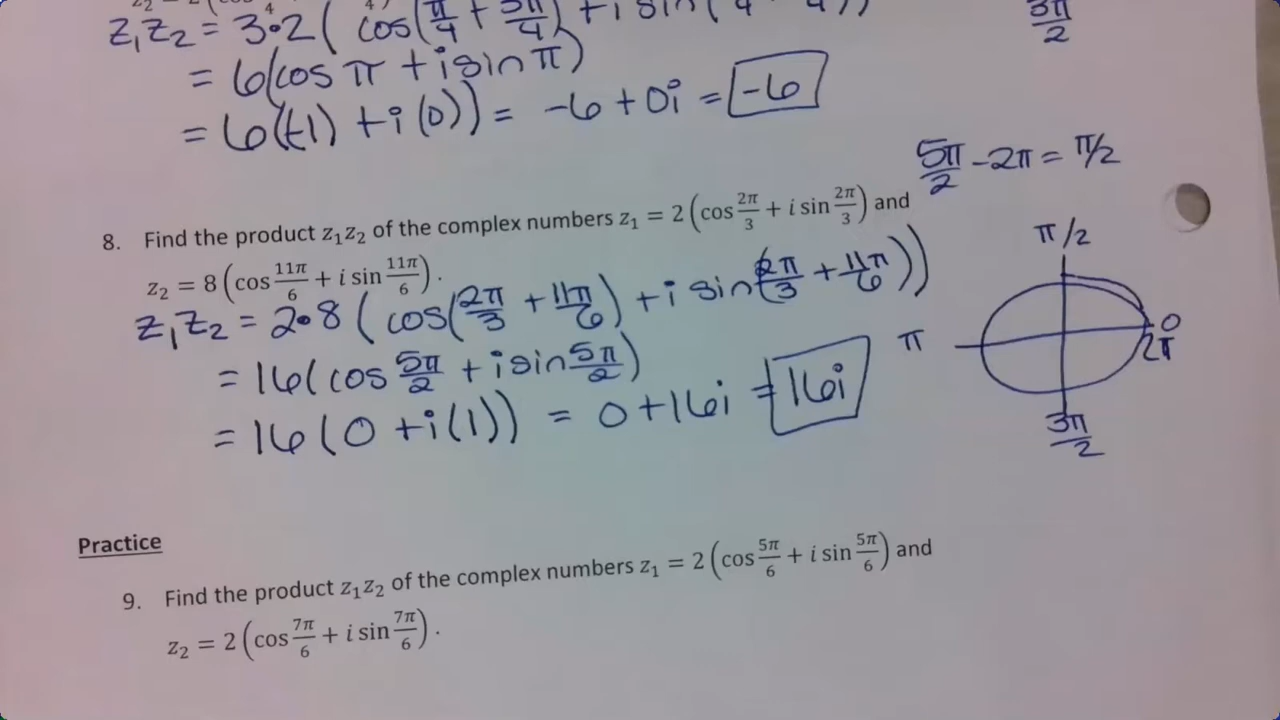 z₁z₂ = 3•2( cos(π/4 + 3π/4) + i sin(
3π/2
= 6(cos π + i sin π)
= 6(-1) + i(0)) = -6 + 0i = -6
5π/2 - 2π = π/2
8. Find the product z₁z₂ of the complex numbers z₁ = 2(cos 2π/3 + i sin 2π/3) and
z₂ = 8(cos 11π/6 + i sin 11π/6).
z₁z₂ = 2•8( cos(2π/3 + 11π/6) + i sin(2π/3 + 11π/6))
= 16(cos 5π/2 + i sin 5π/2)
= 16(0 + i(1)) = 0 + 16i = 16i
π/2
π
0
2π
3π/2
Practice
9. Find the product z₁z₂ of the complex numbers z₁ = 2(cos 5π/6 + i sin 5π/6) and
z₂ = 2(cos 7π/6 + i sin 7π/6).